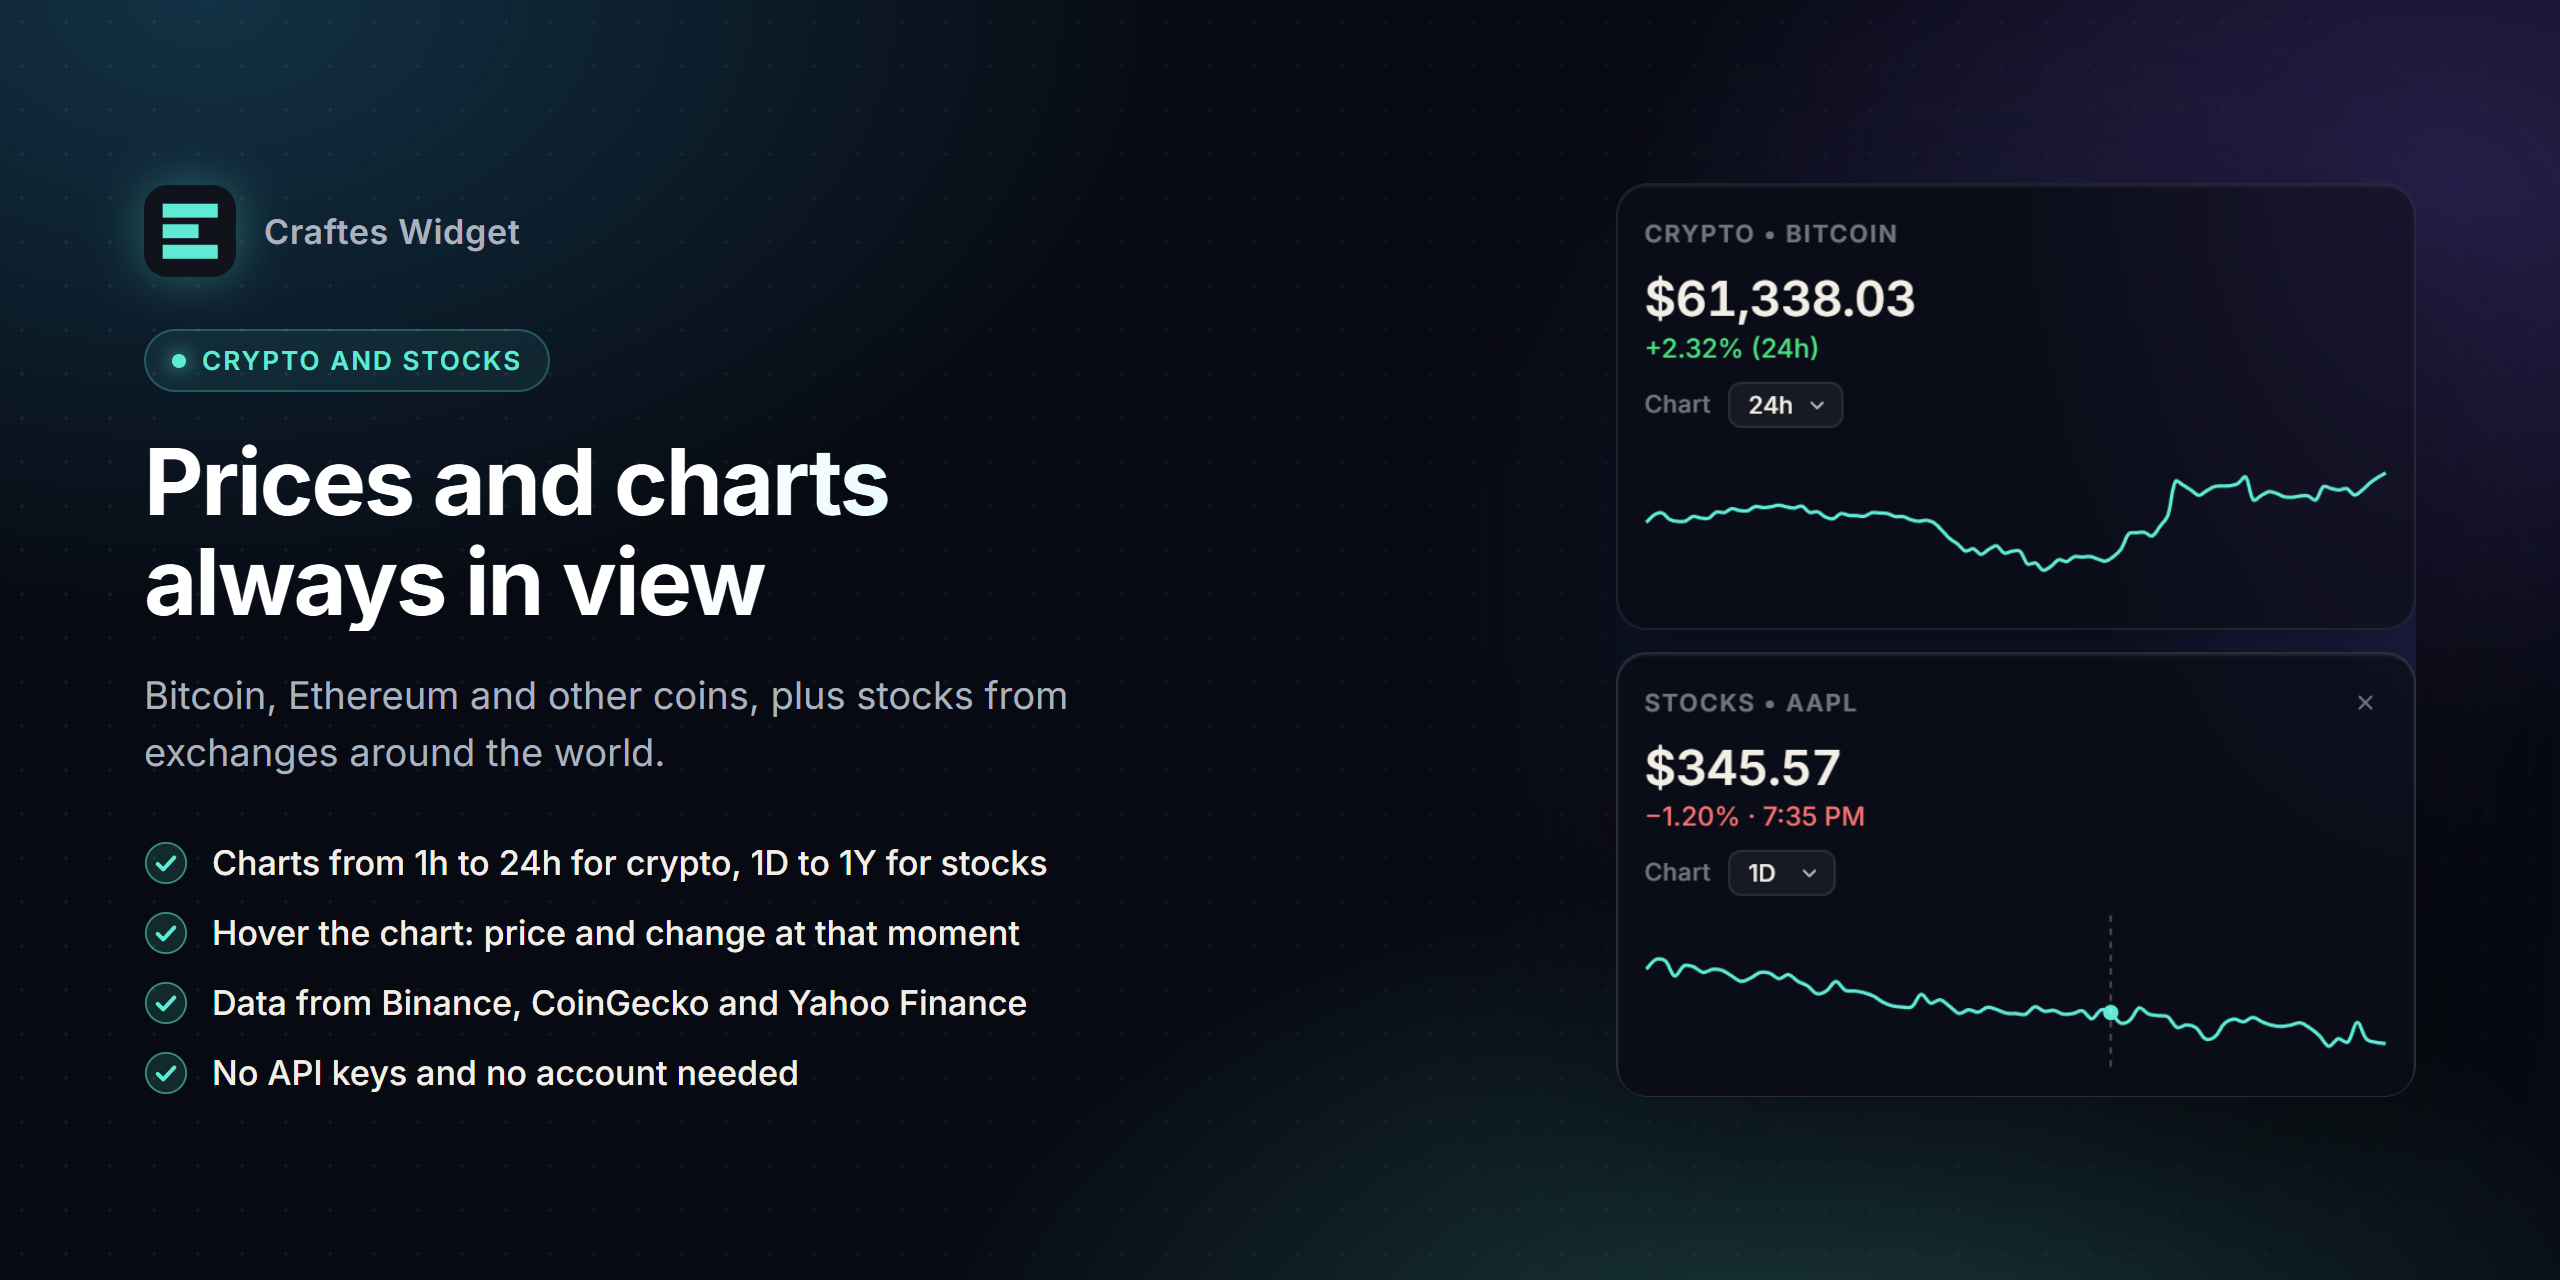 Craftes Widget
CRYPTO AND STOCKS
Prices and charts
always in view
Bitcoin, Ethereum and other coins, plus stocks from
exchanges around the world.
Charts from 1h to 24h for crypto, 1D to 1Y for stocks
Hover the chart: price and change at that moment
Data from Binance, CoinGecko and Yahoo Finance
No API keys and no account needed
CRYPTO • BITCOIN
$61,338.03
+2.32% (24h)
Chart 24h
STOCKS • AAPL
$345.57
−1.20% · 7:35 PM
Chart 1D